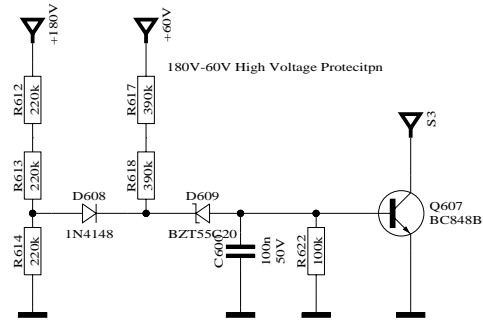 +180V
+60V
180V-60V High Voltage Protecitpn
R612
220k
R617
390k
S3
R613
220k
R618
390k
D608
1N4148
D609
BZT55C20
Q607
BC848B
R614
220k
C600
100n
50V
R622
100k